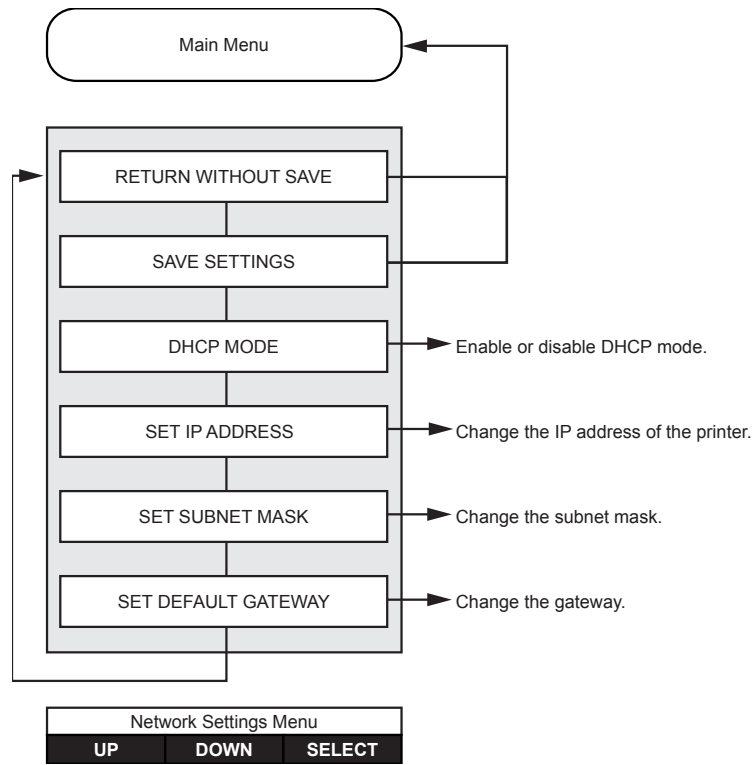 Main Menu
RETURN WITHOUT SAVE
SAVE SETTINGS
DHCP MODE
Enable or disable DHCP mode.
SET IP ADDRESS
Change the IP address of the printer.
SET SUBNET MASK
Change the subnet mask.
SET DEFAULT GATEWAY
Change the gateway.
Network Settings Menu
UP DOWN SELECT